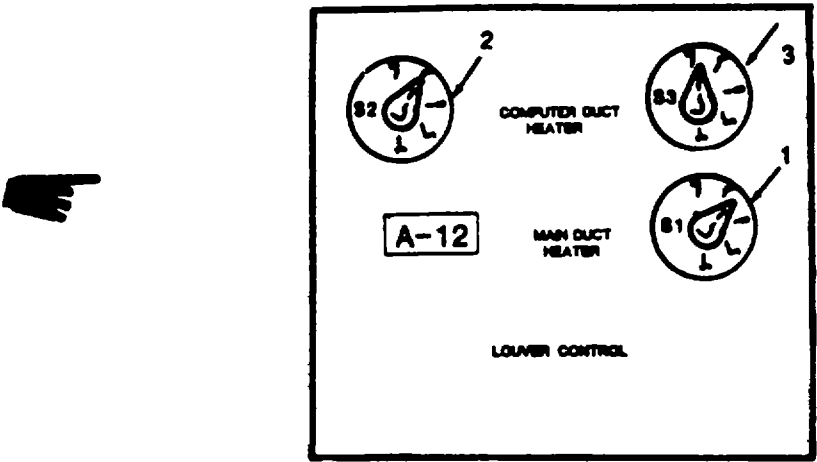 2
3
S2
S3
COMPUTER DUCT
HEATER
1
S1
A-12
MAIN DUCT
HEATER
LOUVER CONTROL